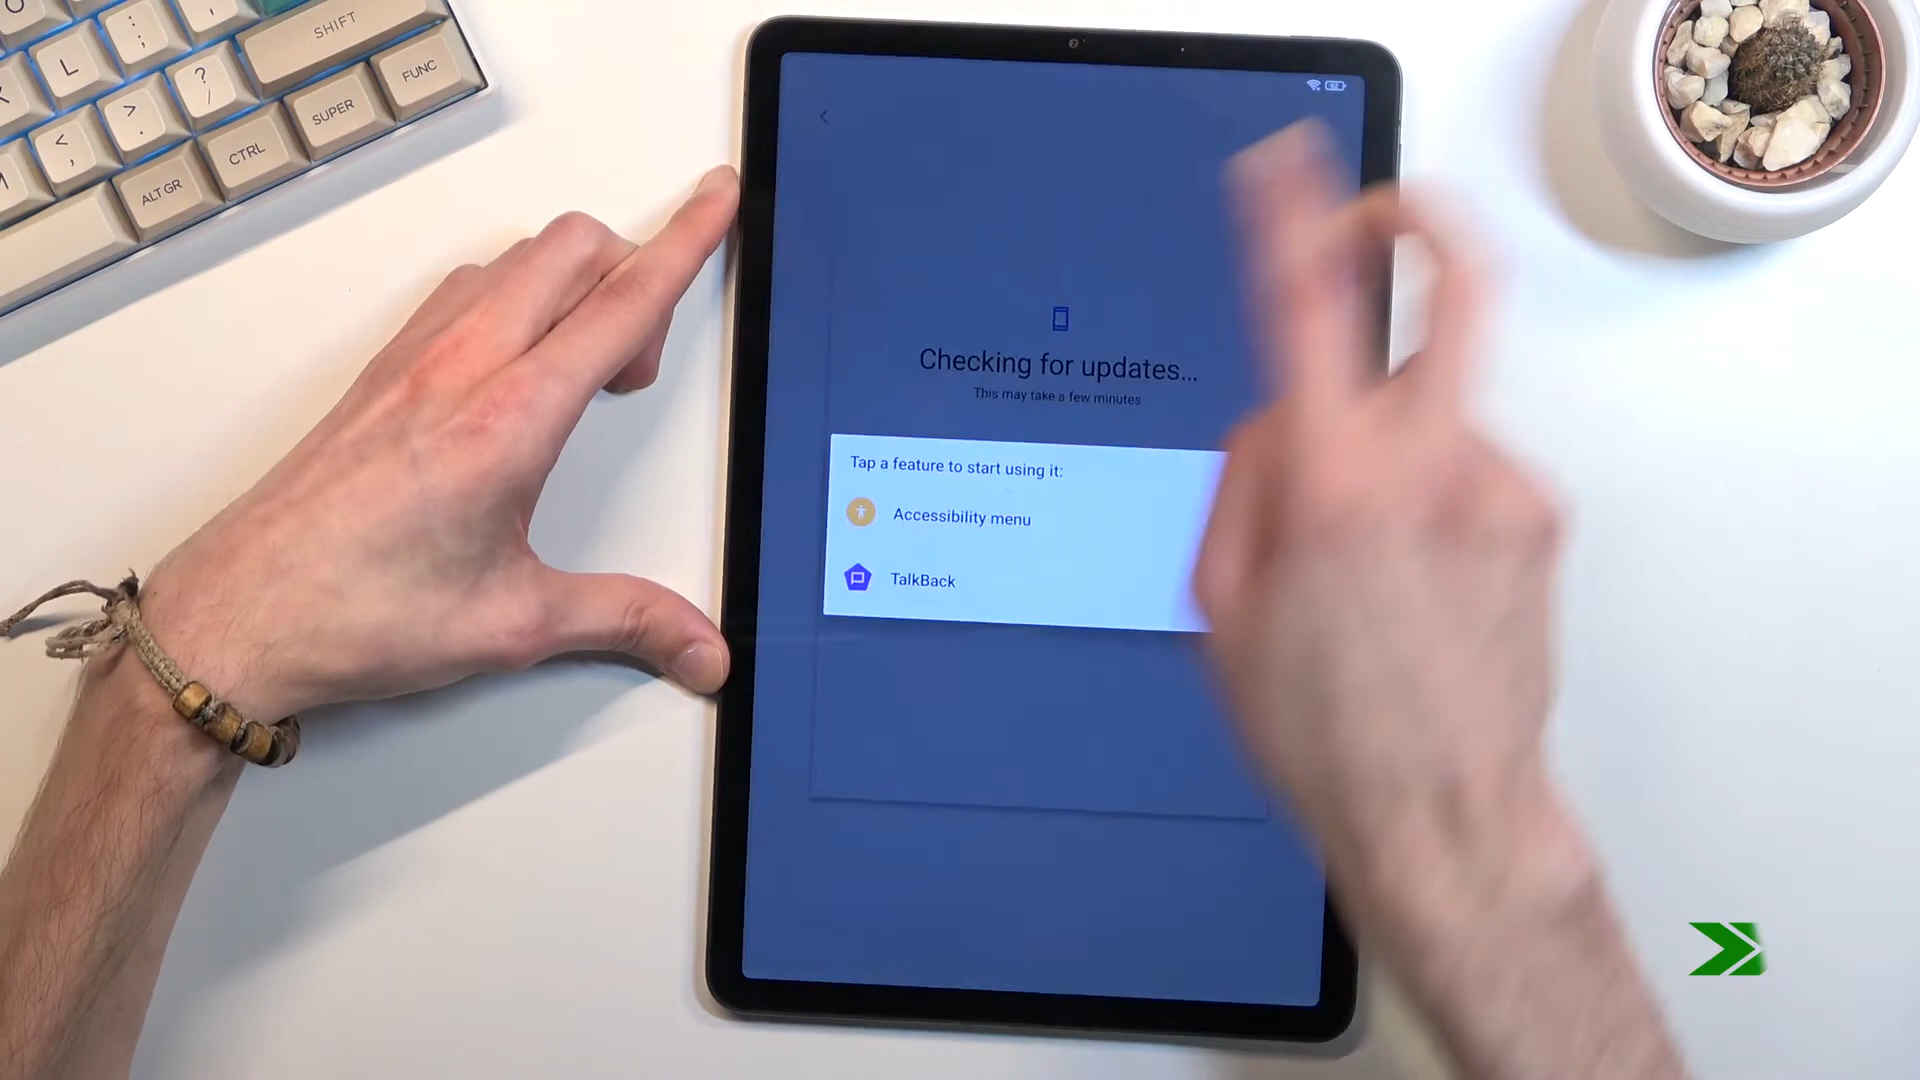 SHIFT
L
:
;
?
/
FUNC
SUPER
>
.
<
,
CTRL
ALT GR
Checking for updates...
This may take a few minutes
Tap a feature to start using it:
Accessibility menu
TalkBack